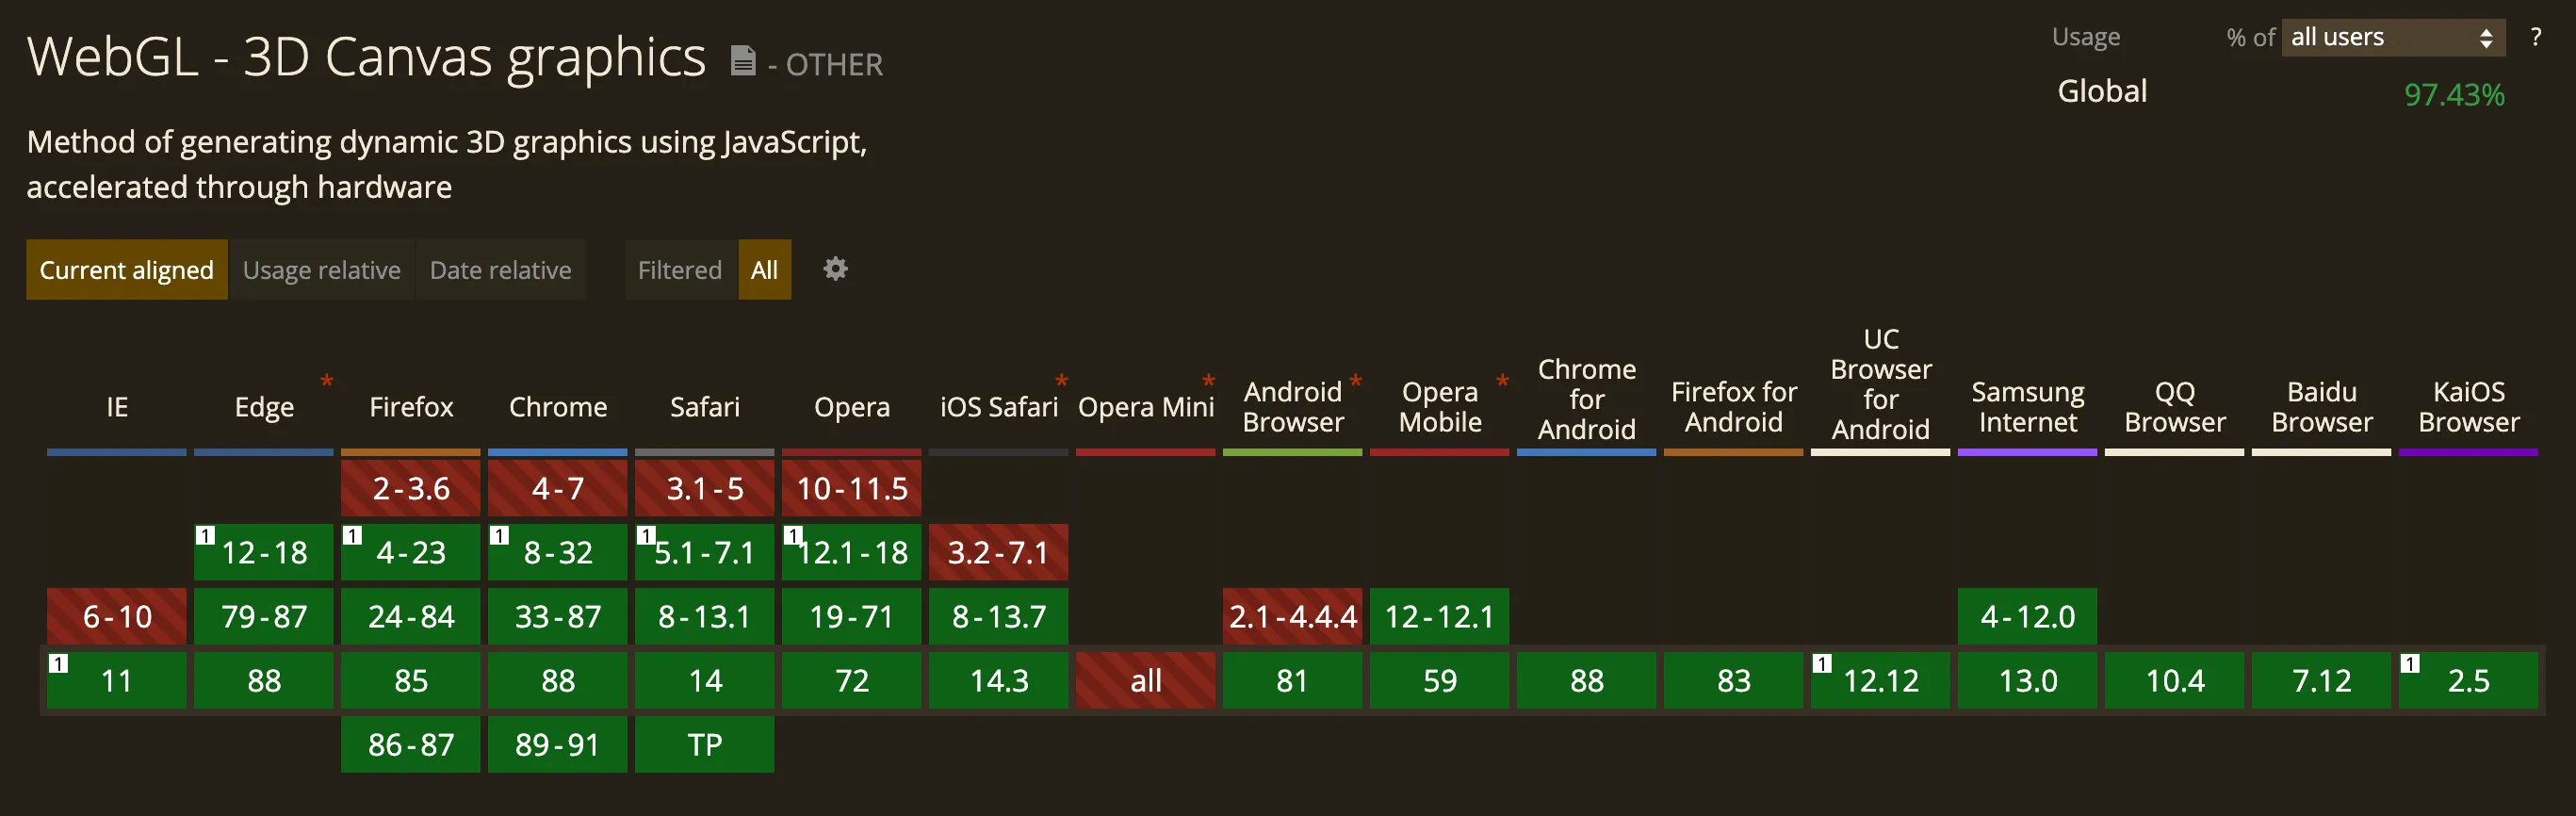 WebGL - 3D Canvas graphics - OTHER
Usage % of all users ?
Global 97.43%
Method of generating dynamic 3D graphics using JavaScript,
accelerated through hardware
Current aligned Usage relative Date relative Filtered All
IE
Edge *
Firefox
Chrome
Safari
Opera
iOS Safari *
Opera Mini *
Android
Browser *
Opera
Mobile *
Chrome
for
Android
Firefox for
Android
UC
Browser
for
Android
Samsung
Internet
QQ
Browser
Baidu
Browser
KaiOS
Browser
2-3.6 4-7 3.1-5 10-11.5
1 12-18 1 4-23 1 8-32 1 5.1-7.1 1 12.1-18 3.2-7.1
6-10 79-87 24-84 33-87 8-13.1 19-71 8-13.7 2.1-4.4.4 12-12.1 4-12.0
1 11 88 85 88 14 72 14.3 all 81 59 88 83 1 12.12 13.0 10.4 7.12 1 2.5
86-87 89-91 TP